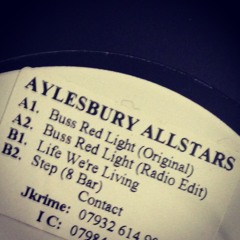 AYLESBURY ALLSTARS
A1. Buss Red Light (Original)
A2. Buss Red Light (Radio Edit)
B1. Life We're Living
B2. Step (8 Bar)
Contact
Jkrime: 07932 614
I C: 0798